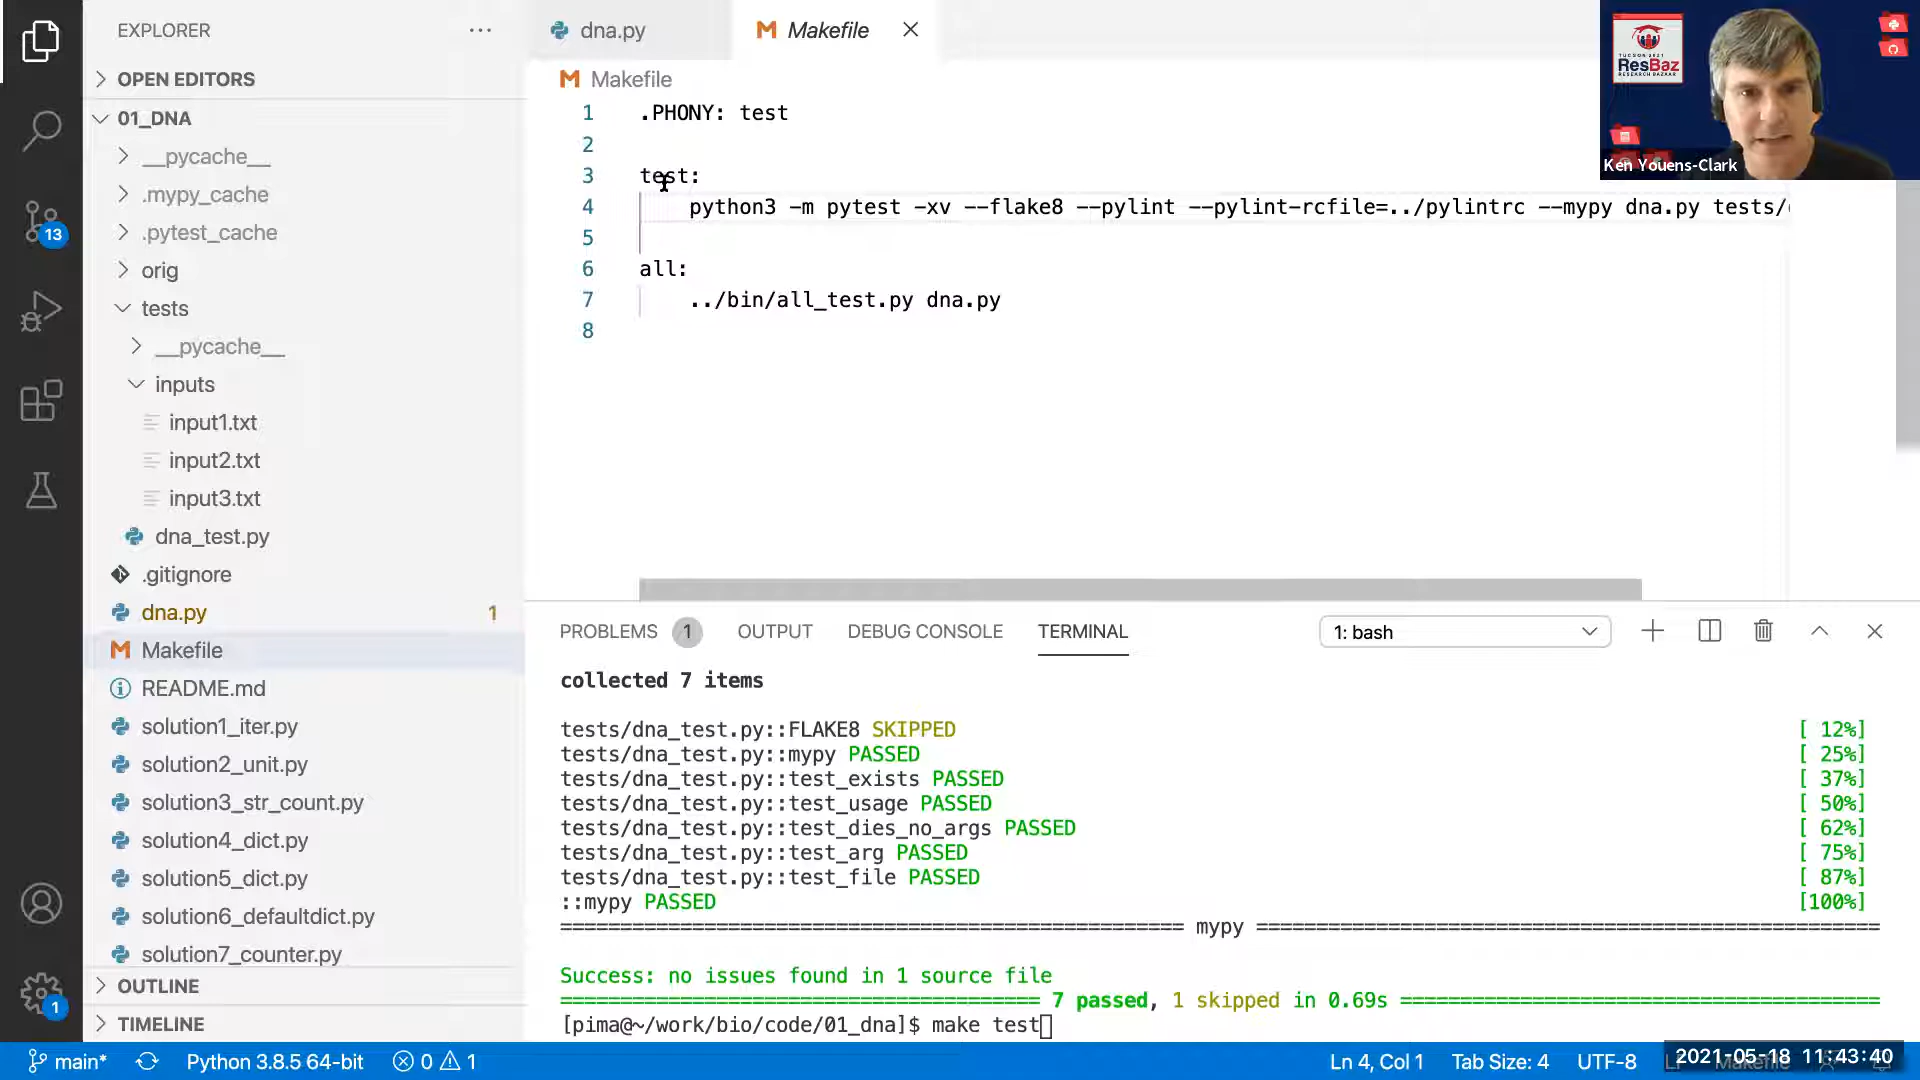 EXPLORER
OPEN EDITORS
01_DNA
__pycache__
.mypy_cache
.pytest_cache
orig
tests
__pycache__
inputs
input1.txt
input2.txt
input3.txt
dna_test.py
.gitignore
dna.py 1
Makefile
README.md
solution1_iter.py
solution2_unit.py
solution3_str_count.py
solution4_dict.py
solution5_dict.py
solution6_defaultdict.py
solution7_counter.py
OUTLINE
TIMELINE
13
1
dna.py
Makefile
Makefile
1 .PHONY: test
2
3 test:
4 python3 -m pytest -xv --flake8 --pylint --pylint-rcfile=../pylintrc --mypy dna.py tests/
5
6 all:
7 ../bin/all_test.py dna.py
8
TUCSON 2021
ResBaz
RESEARCH BAZAAR
Ken Youens-Clark
PROBLEMS 1 OUTPUT DEBUG CONSOLE TERMINAL 1: bash
collected 7 items
tests/dna_test.py::FLAKE8 SKIPPED [ 12%]
tests/dna_test.py::mypy PASSED [ 25%]
tests/dna_test.py::test_exists PASSED [ 37%]
tests/dna_test.py::test_usage PASSED [ 50%]
tests/dna_test.py::test_dies_no_args PASSED [ 62%]
tests/dna_test.py::test_arg PASSED [ 75%]
tests/dna_test.py::test_file PASSED [ 87%]
::mypy PASSED [100%]
==================== mypy ====================
Success: no issues found in 1 source file
==================== 7 passed, 1 skipped in 0.69s ====================
[pima@~/work/bio/code/01_dna]$ make test
main* Python 3.8.5 64-bit 0 1 Ln 4, Col 1 Tab Size: 4 UTF-8 2021-05-18 11:43:40